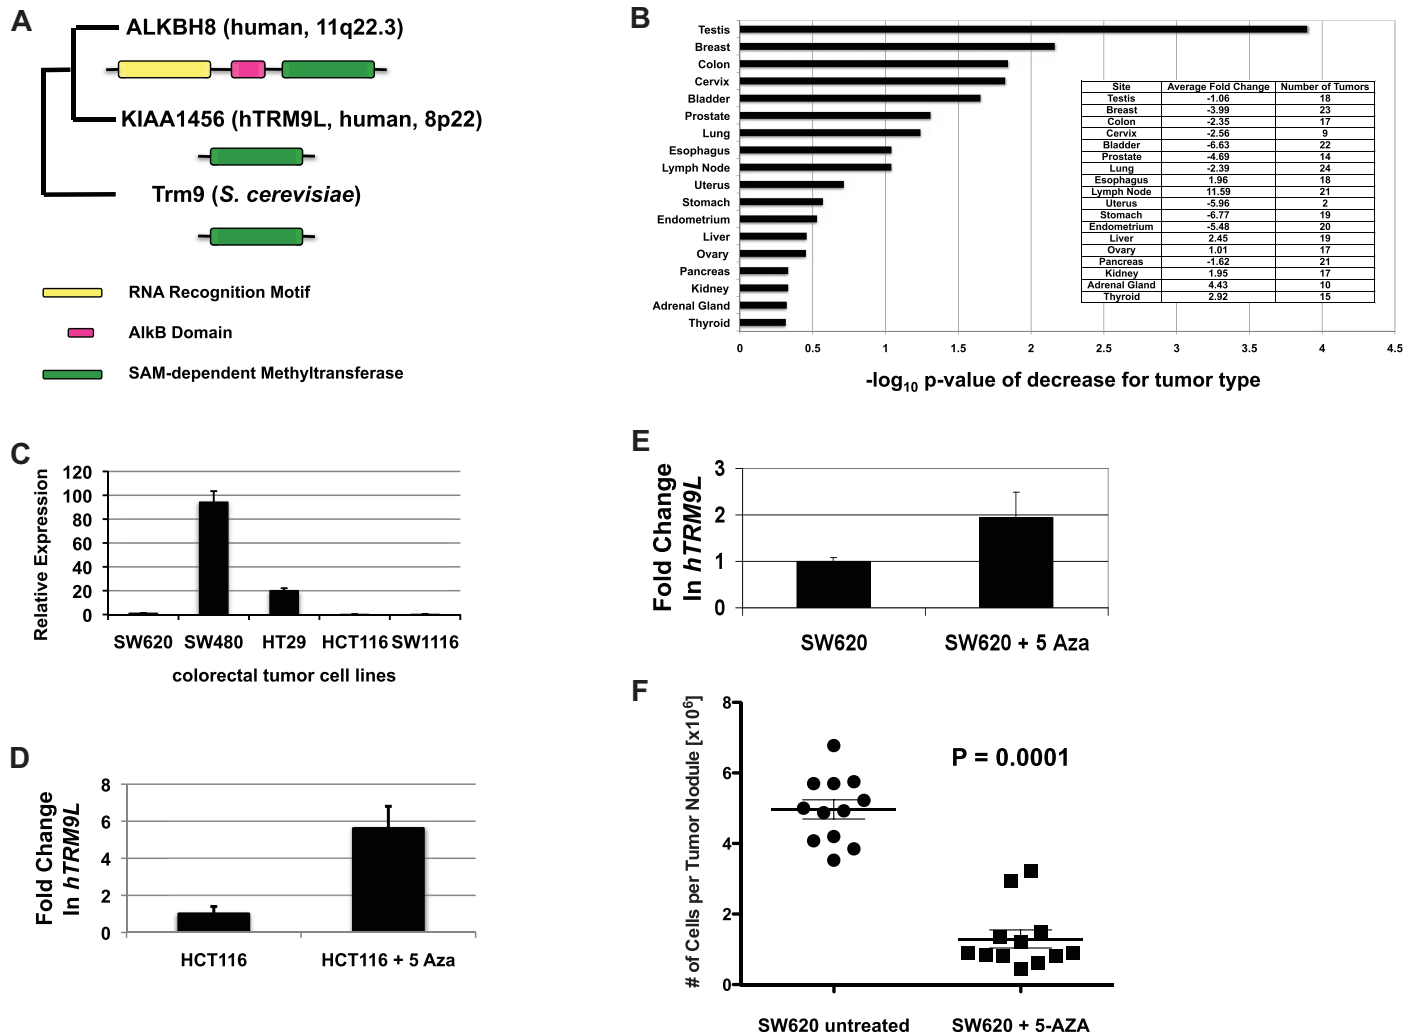 A
ALKBH8 (human, 11q22.3)
KIAA1456 (hTRM9L, human, 8p22)
Trm9 (S. cerevisiae)
RNA Recognition Motif
AlkB Domain
SAM-dependent Methyltransferase
B
Testis
Breast
Colon
Cervix
Bladder
Prostate
Lung
Esophagus
Lymph Node
Uterus
Stomach
Endometrium
Liver
Ovary
Pancreas
Kidney
Adrenal Gland
Thyroid
0 0.5 1 1.5 2 2.5 3 3.5 4 4.5
-log10 p-value of decrease for tumor type
Site Average Fold Change Number of Tumors
Testis -1.06 18
Breast -3.99 23
Colon -2.35 17
Cervix -2.56 9
Bladder -6.63 22
Prostate -4.69 14
Lung -2.39 24
Esophagus 1.96 18
Lymph Node 11.59 21
Uterus -5.96 2
Stomach -6.77 19
Endometrium -5.48 20
Liver 2.45 19
Ovary 1.01 17
Pancreas -1.62 21
Kidney 1.95 17
Adrenal Gland 4.43 10
Thyroid 2.92 15
C
Relative Expression
120
100
80
60
40
20
0
SW620 SW480 HT29 HCT116 SW1116
colorectal tumor cell lines
D
Fold Change
In hTRM9L
8
6
4
2
0
HCT116 HCT116 + 5 Aza
E
Fold Change
In hTRM9L
3
2
1
0
SW620 SW620 + 5 Aza
F
# of Cells per Tumor Nodule [x10⁶]
8
6
4
2
0
P = 0.0001
SW620 untreated SW620 + 5-AZA